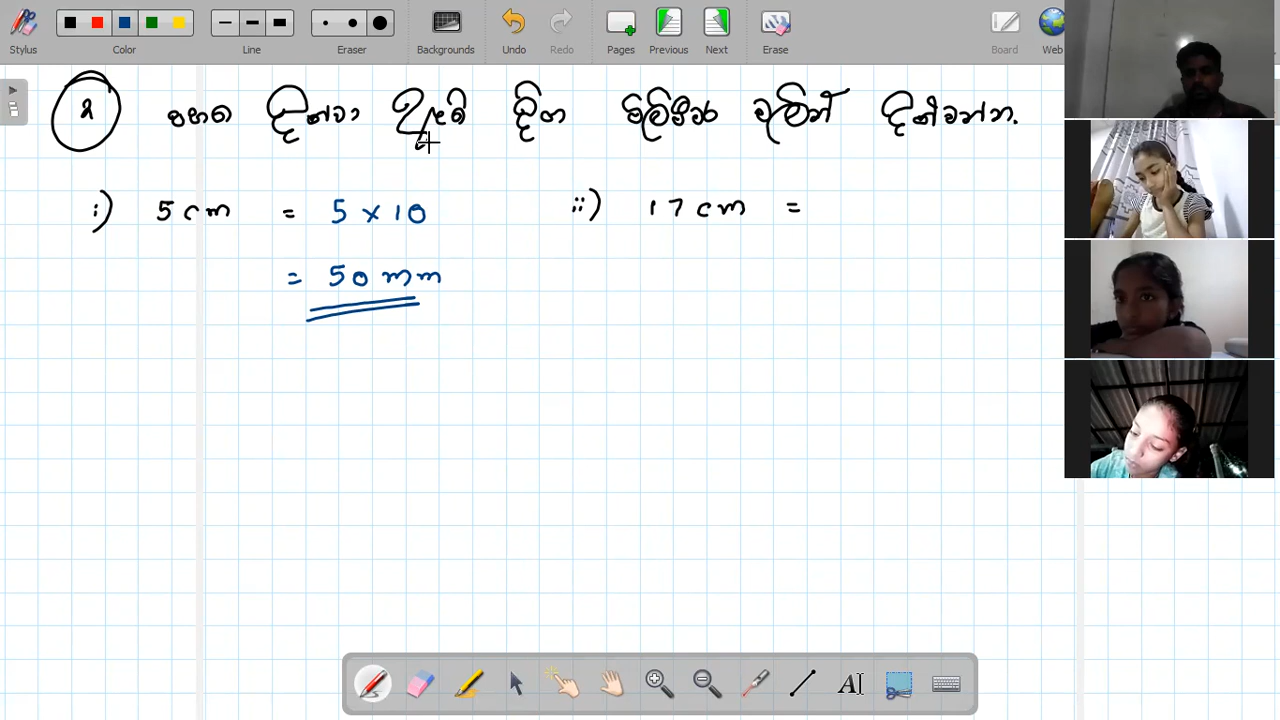 Stylus Color Line Eraser Backgrounds Undo Redo Pages Previous Next Erase Board Web
2 පහත දක්වා ඇති දිග මිලිමීටර වලින් දක්වන්න.
i) 5 cm = 5 × 10
= 50 mm
ii) 17 cm =